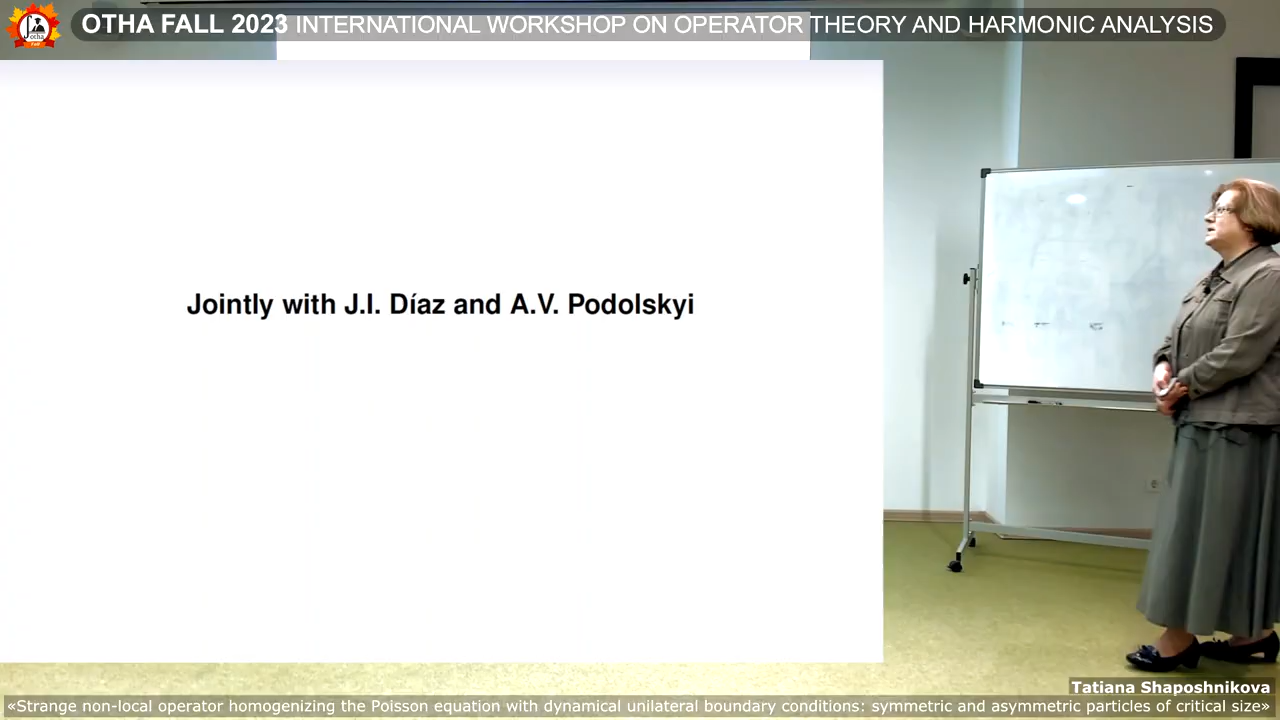 OTHA FALL 2023 INTERNATIONAL WORKSHOP ON OPERATOR THEORY AND HARMONIC ANALYSIS
otha
Fall
Jointly with J.I. Díaz and A.V. Podolskyi
Tatiana Shaposhnikova
«Strange non-local operator homogenizing the Poisson equation with dynamical unilateral boundary conditions: symmetric and asymmetric particles of critical size»